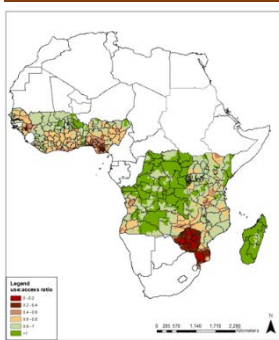 N
Legend
use:access ratio
0 - 0.2
0.2 - 0.4
0.4 - 0.6
0.6 - 0.8
0.8 - 1
>1
0 285 570 1,140 1,710 2,280
Kilometers